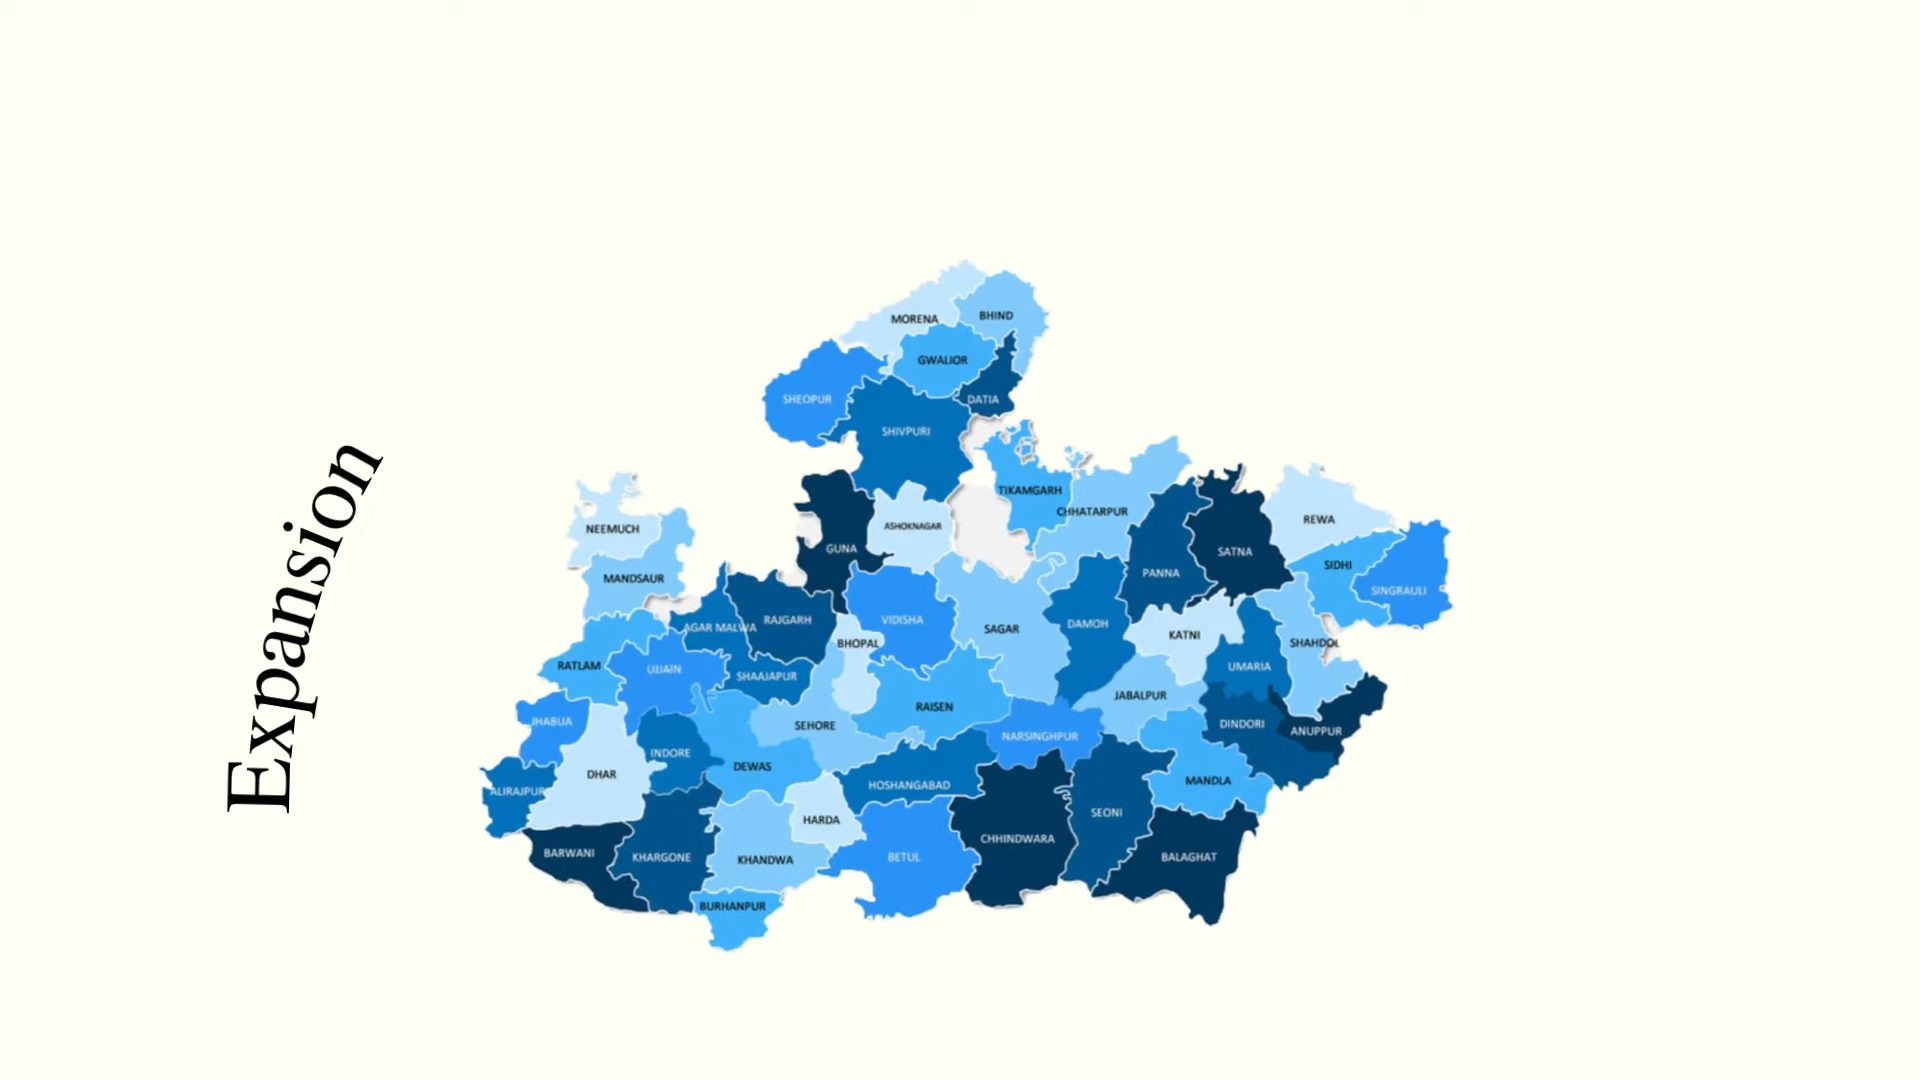 Expansion
MORENA
BHIND
GWALIOR
SHEOPUR
DATIA
SHIVPURI
TIKAMGARH
CHHATARPUR
NEEMUCH
ASHOKNAGAR
REWA
GUNA
SATNA
SIDHI
PANNA
MANDSAUR
SINGRAULI
AGAR MALWA
RAJGARH
VIDISHA
SAGAR
DAMOH
KATNI
BHOPAL
SHAHDOL
RATLAM
UJJAIN
SHAAJAPUR
UMARIA
JABALPUR
RAISEN
JHABUA
SEHORE
DINDORI
ANUPPUR
NARSINGHPUR
INDORE
DEWAS
DHAR
MANDLA
HOSHANGABAD
ALIRAJPUR
HARDA
SEONI
CHHINDWARA
BARWANI
KHARGONE
KHANDWA
BETUL
BALAGHAT
BURHANPUR